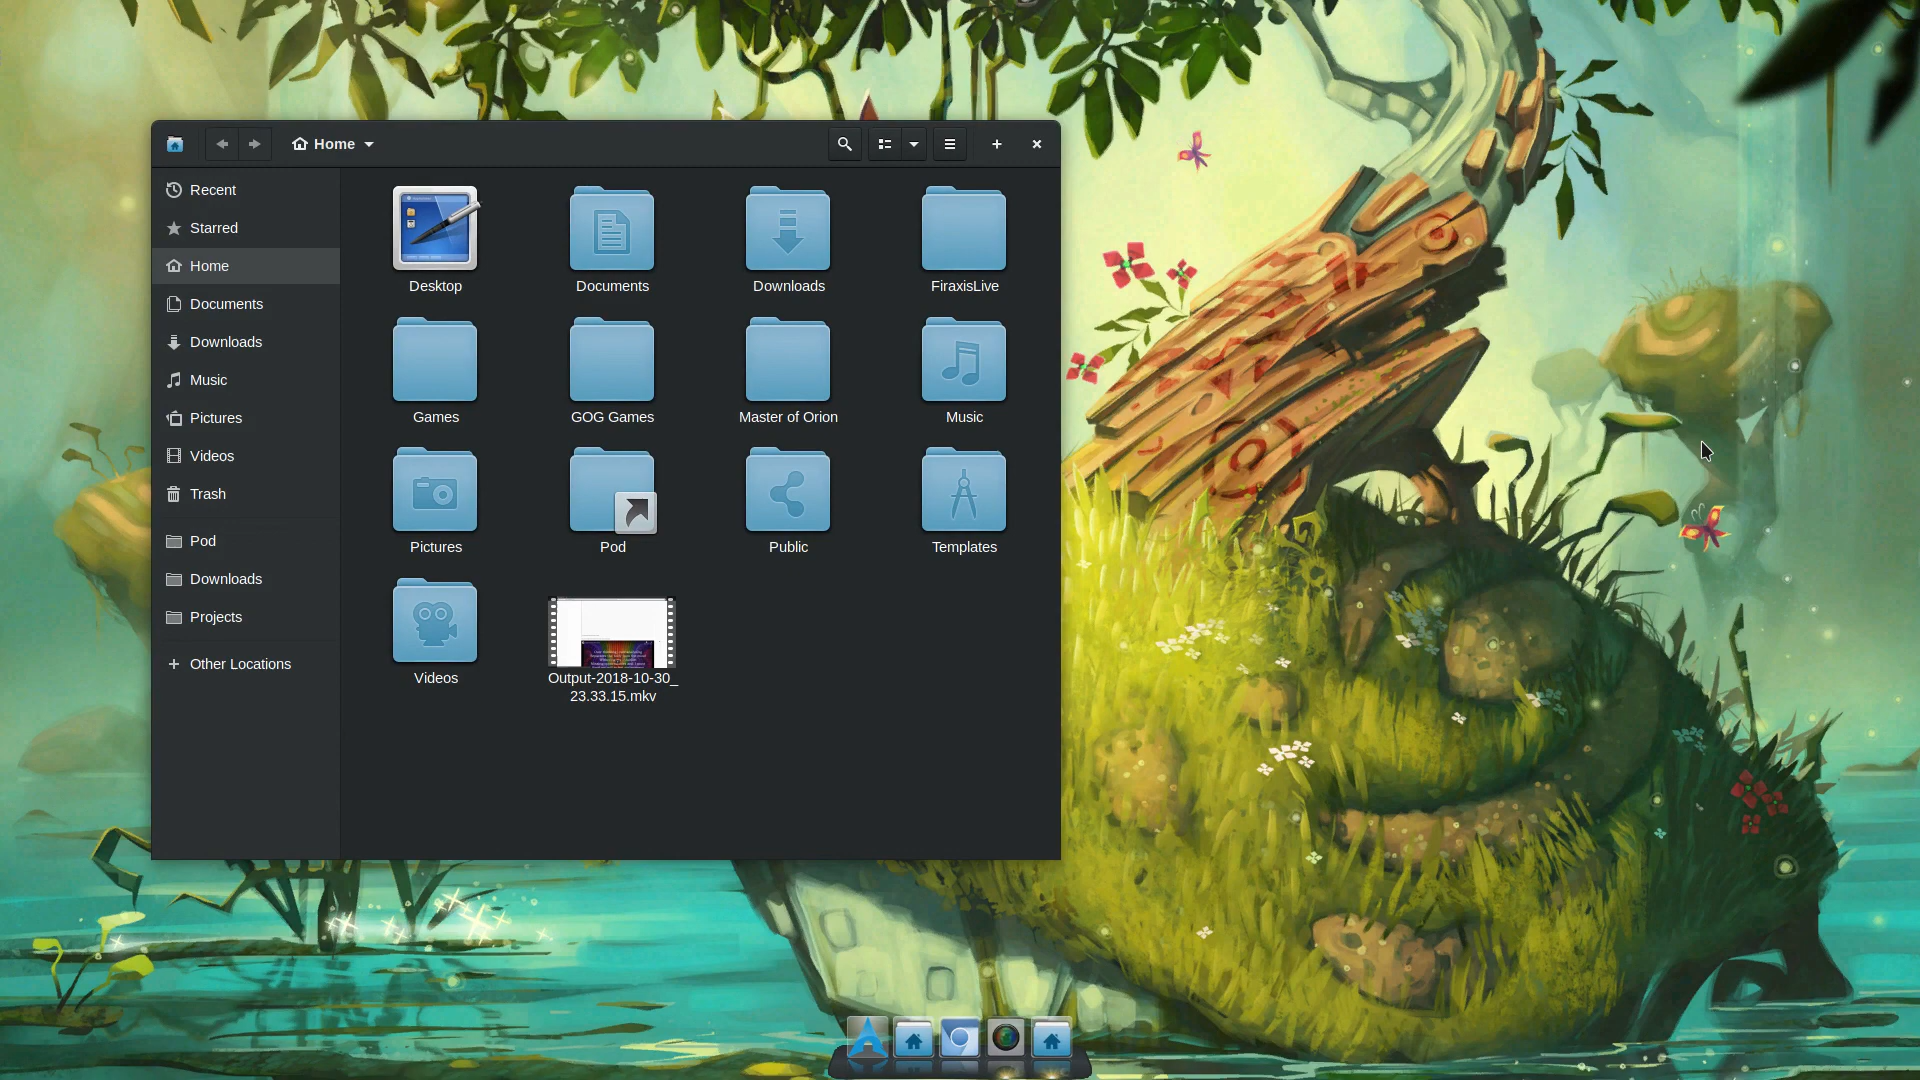 Home
Recent
Starred
Home
Documents
Downloads
Music
Pictures
Videos
Trash
Pod
Downloads
Projects
Other Locations
Desktop
Documents
Downloads
FiraxisLive
Games
GOG Games
Master of Orion
Music
Pictures
Pod
Public
Templates
Videos
Output-2018-10-30_
23.33.15.mkv